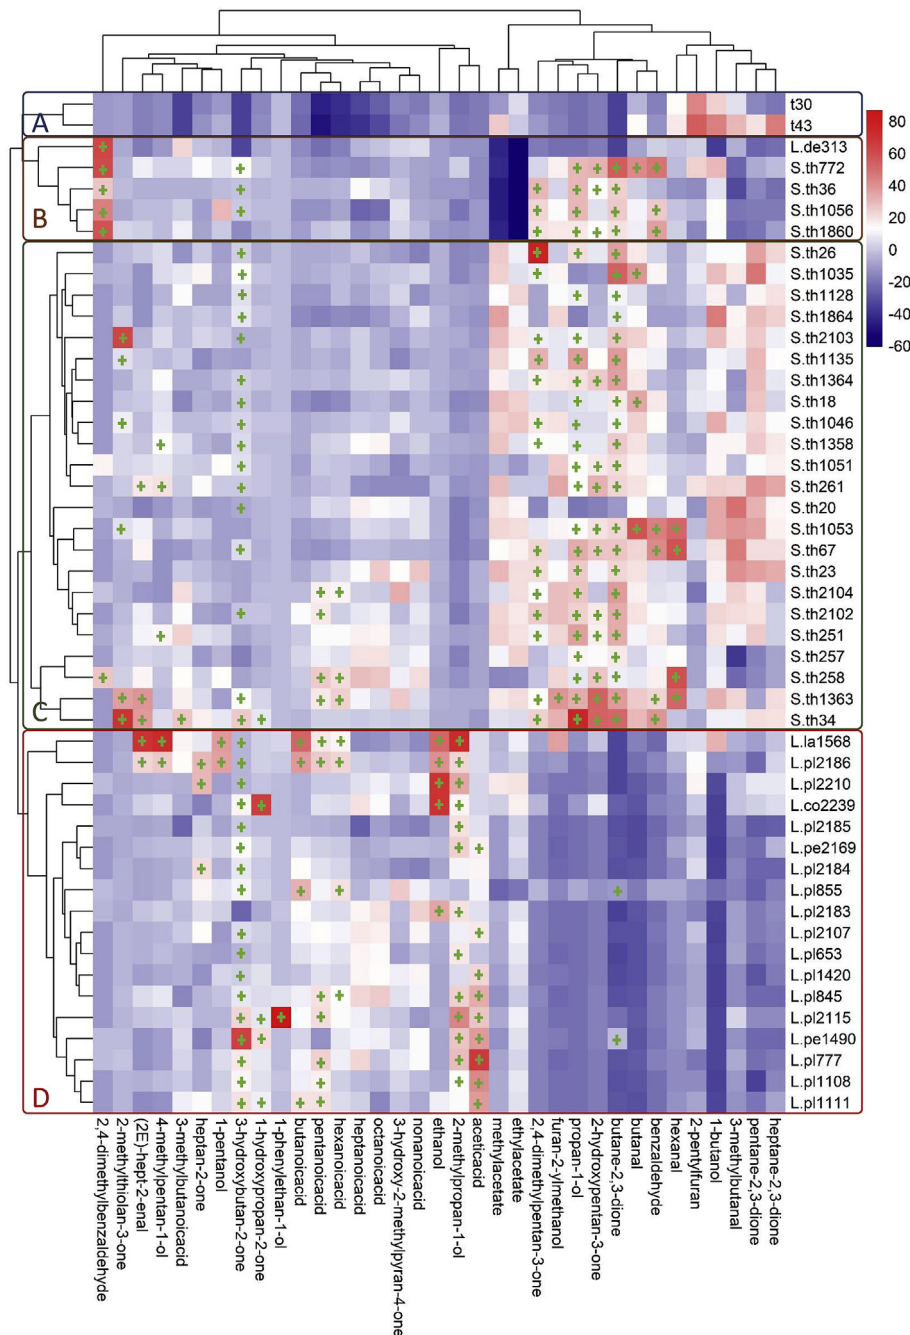 A
t30
t43
80
60
40
20
0
-20
-40
-60
B
L.de313
S.th772
S.th36
S.th1056
S.th1860
C
S.th26
S.th1035
S.th1128
S.th1864
S.th2103
S.th1135
S.th1364
S.th18
S.th1046
S.th1358
S.th1051
S.th261
S.th20
S.th1053
S.th67
S.th23
S.th2104
S.th2102
S.th251
S.th257
S.th258
S.th1363
S.th34
D
L.la1568
L.pl2186
L.pl2210
L.co2239
L.pl2185
L.pe2169
L.pl2184
L.pl855
L.pl2183
L.pl2107
L.pl653
L.pl1420
L.pl845
L.pl2115
L.pe1490
L.pl777
L.pl1108
L.pl1111
2,4-dimethylbenzaldehyde
2-methylthiolan-3-one
(2E)-hept-2-enal
4-methylpentan-1-ol
3-methylbutanoicacid
heptan-2-one
1-pentanol
3-hydroxybutan-2-one
1-hydroxypropan-2-one
1-phenylethan-1-ol
butanoicacid
pentanoicacid
hexanoicacid
heptanoicacid
octanoicacid
3-hydroxy-2-methylpyran-4-one
nonanoicacid
ethanol
2-methylpropan-1-ol
aceticacid
methylacetate
ethylacetate
2,4-dimethylpentan-3-one
furan-2-ylmethanol
propan-1-ol
2-hydroxypentan-3-one
butane-2,3-dione
butanal
benzaldehyde
hexanal
2-pentylfuran
1-butanol
3-methylbutanal
pentane-2,3-dione
heptane-2,3-dione